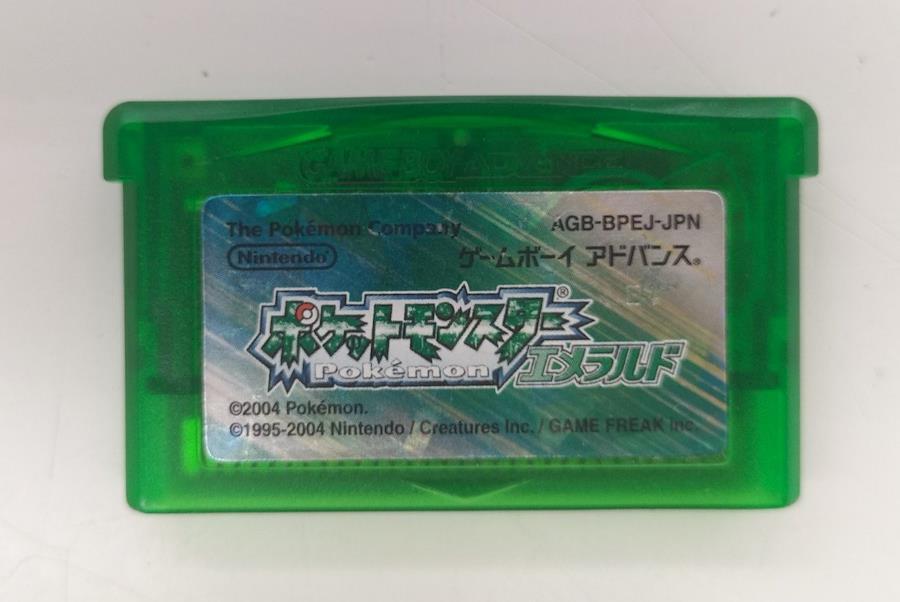 GAME BOY ADVANCE
The Pokémon Company
AGB-BPEJ-JPN
Nintendo®
ゲームボーイ アドバンス®
ポケットモンスター®
Pokémon
エメラルド
©2004 Pokémon.
©1995-2004 Nintendo / Creatures Inc. / GAME FREAK inc.